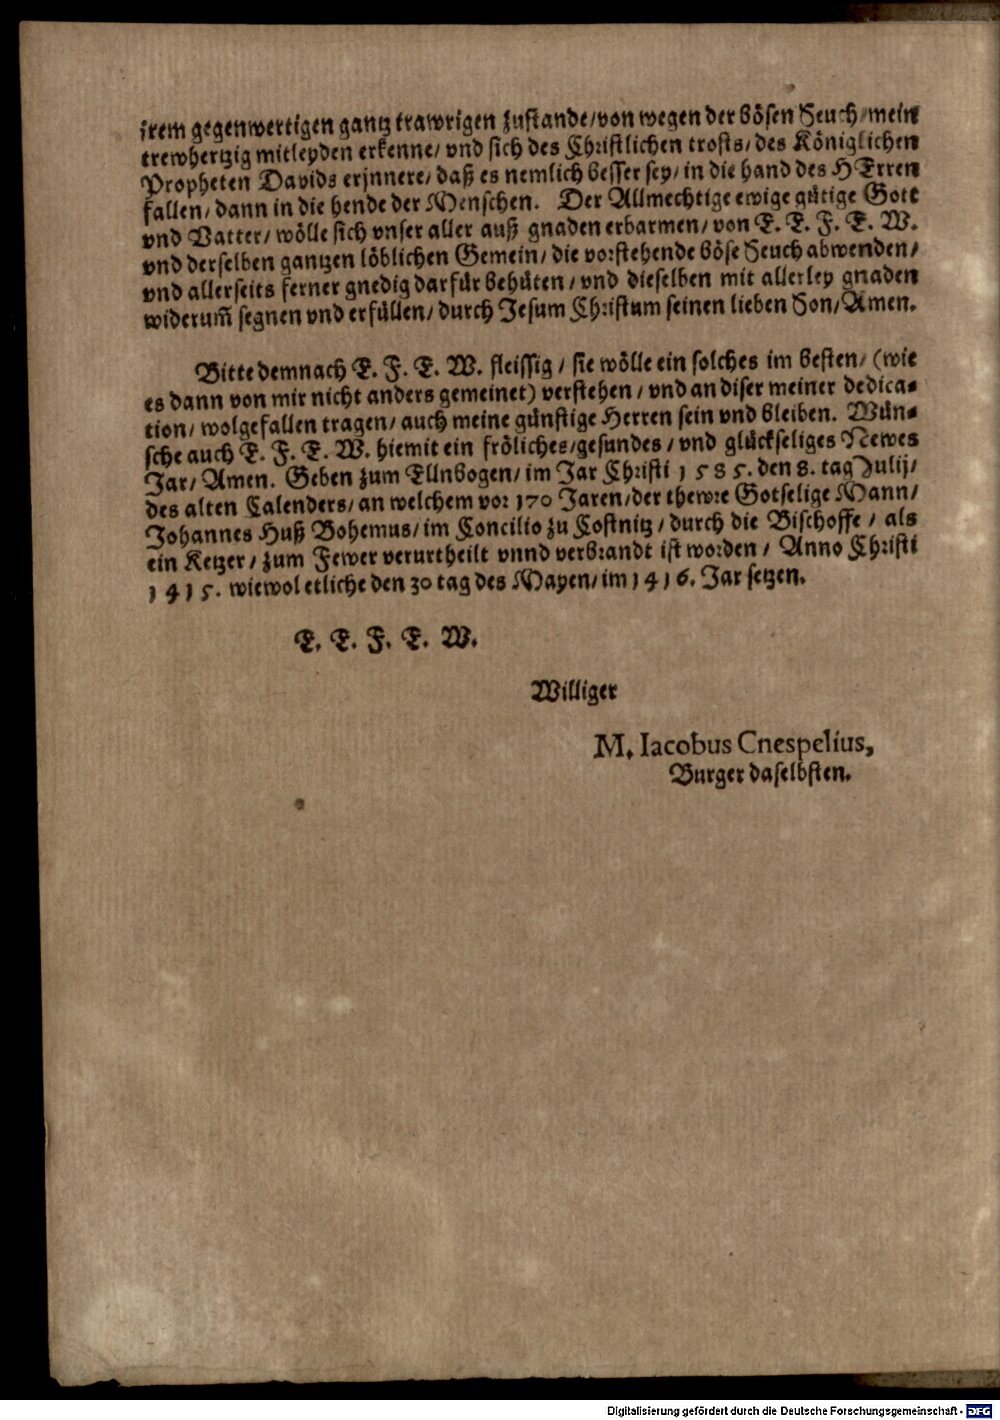 irem gegenwertigen gantz trawrigen zustande/von wegen der bösen Seuch/mein
trewhertzig mitleyden erkenne/ vnd sich des Christlichen trosts/des Königlichen
Propheten Davids erjnnere/ daß es nemlich besser sey/ in die hand des HErren
fallen/ dann in die hende der Menschen. Der Allmechtige ewige gütige Gott
vnd Vatter/ wölle sich vnser aller auß gnaden erbarmen/ von E. E. F. E. W.
vnd derselben gantzen löblichen Gemein/ die vorstehende böse Seuch abwenden/
vnd allerseits ferner gnedig darfür behüten/ vnd dieselben mit allerley gnaden
widerum̃ segnen vnd erfüllen/ durch Jesum Christum seinen lieben Son/Amen.
Bitte demnach E. F. E. W. fleissig/ sie wölle ein solches im besten/ (wie
es dann von mir nicht anders gemeinet) verstehen/ vnd an diser meiner dedica-
tion/ wolgefallen tragen/ auch meine günstige Herren sein vnd bleiben. Wün-
sche auch E. F. E. W. hiemit ein fröliches/gesundes/ vnd glückseliges Newes
Jar/ Amen. Geben zum Ellnbogen/ im Jar Christi 1585. den 8. tag Julij/
des alten Calenders/ an welchem vor 170 Jaren/der thewre Gotselige Mann/
Johannes Huß Bohemus/ im Concilio zu Costnitz/ durch die Bischoffe/ als
ein Ketzer/ zum Fewer verurtheilt vnnd verbrandt ist worden/ Anno Christi
1415. wiewol etliche den 30 tag des Mayen/ im 1416. Jar setzen.
E. E. F. E. W.
Williger
M. Iacobus Cnespelius,
Burger daselbsten.
Digitalisierung gefördert durch die Deutsche Forschungsgemeinschaft - DFG